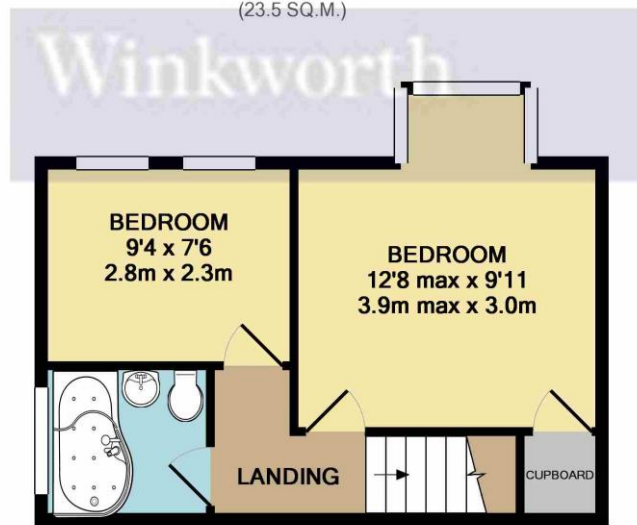 (23.5 SQ.M.)
Winkworth
BEDROOM
9'4 x 7'6
2.8m x 2.3m
BEDROOM
12'8 max x 9'11
3.9m max x 3.0m
LANDING
CUPBOARD